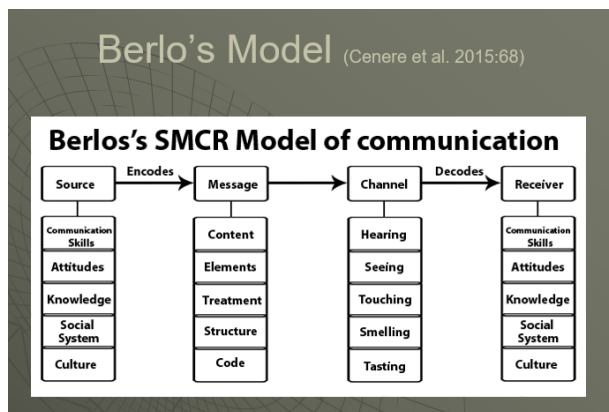 Berlo's Model (Cenere et al. 2015:68)
Berlos's SMCR Model of communication
Source
Encodes
Message
Channel
Decodes
Receiver
Communication
Skills
Attitudes
Knowledge
Social
System
Culture
Content
Elements
Treatment
Structure
Code
Hearing
Seeing
Touching
Smelling
Tasting
Communication
Skills
Attitudes
Knowledge
Social
System
Culture